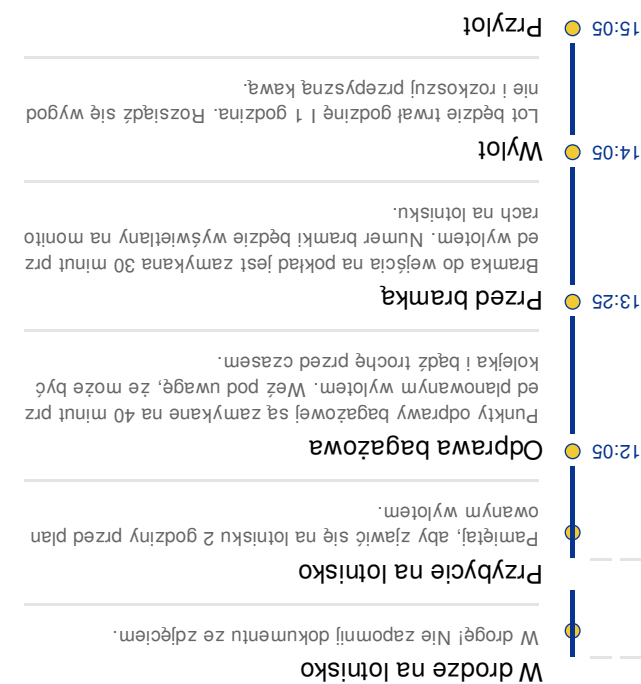 W drodze na lotnisko
W drogę! Nie zapomnij dokumentu ze zdjęciem.
Przybycie na lotnisko
Pamiętaj, aby zjawić się na lotnisku 2 godziny przed plan
owanym wylotem.
12:05
Odprawa bagażowa
Punkty odprawy bagażowej są zamykane na 40 minut prz
ed planowanym wylotem. Weź pod uwagę, że może być
kolejka i bądź trochę przed czasem.
13:25
Przed bramką
Bramka do wejścia na pokład jest zamykana 30 minut prz
ed wylotem. Numer bramki będzie wyświetlany na monito
rach na lotnisku.
14:05
Wylot
Lot będzie trwał godzinę I 1 godzina. Rozsiądź się wygod
nie i rozkoszuj przepyszną kawą.
15:05
Przylot